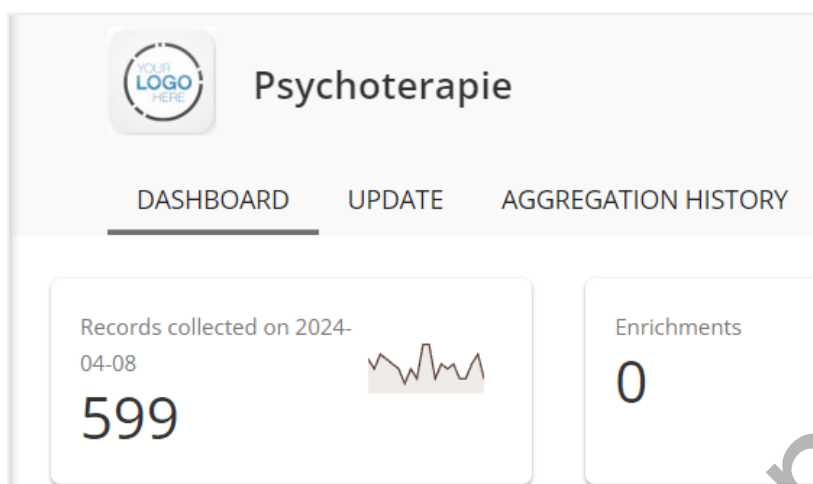 YOUR
LOGO
HERE
Psychoterapie
DASHBOARD UPDATE AGGREGATION HISTORY
Records collected on 2024-
04-08
599
Enrichments
0